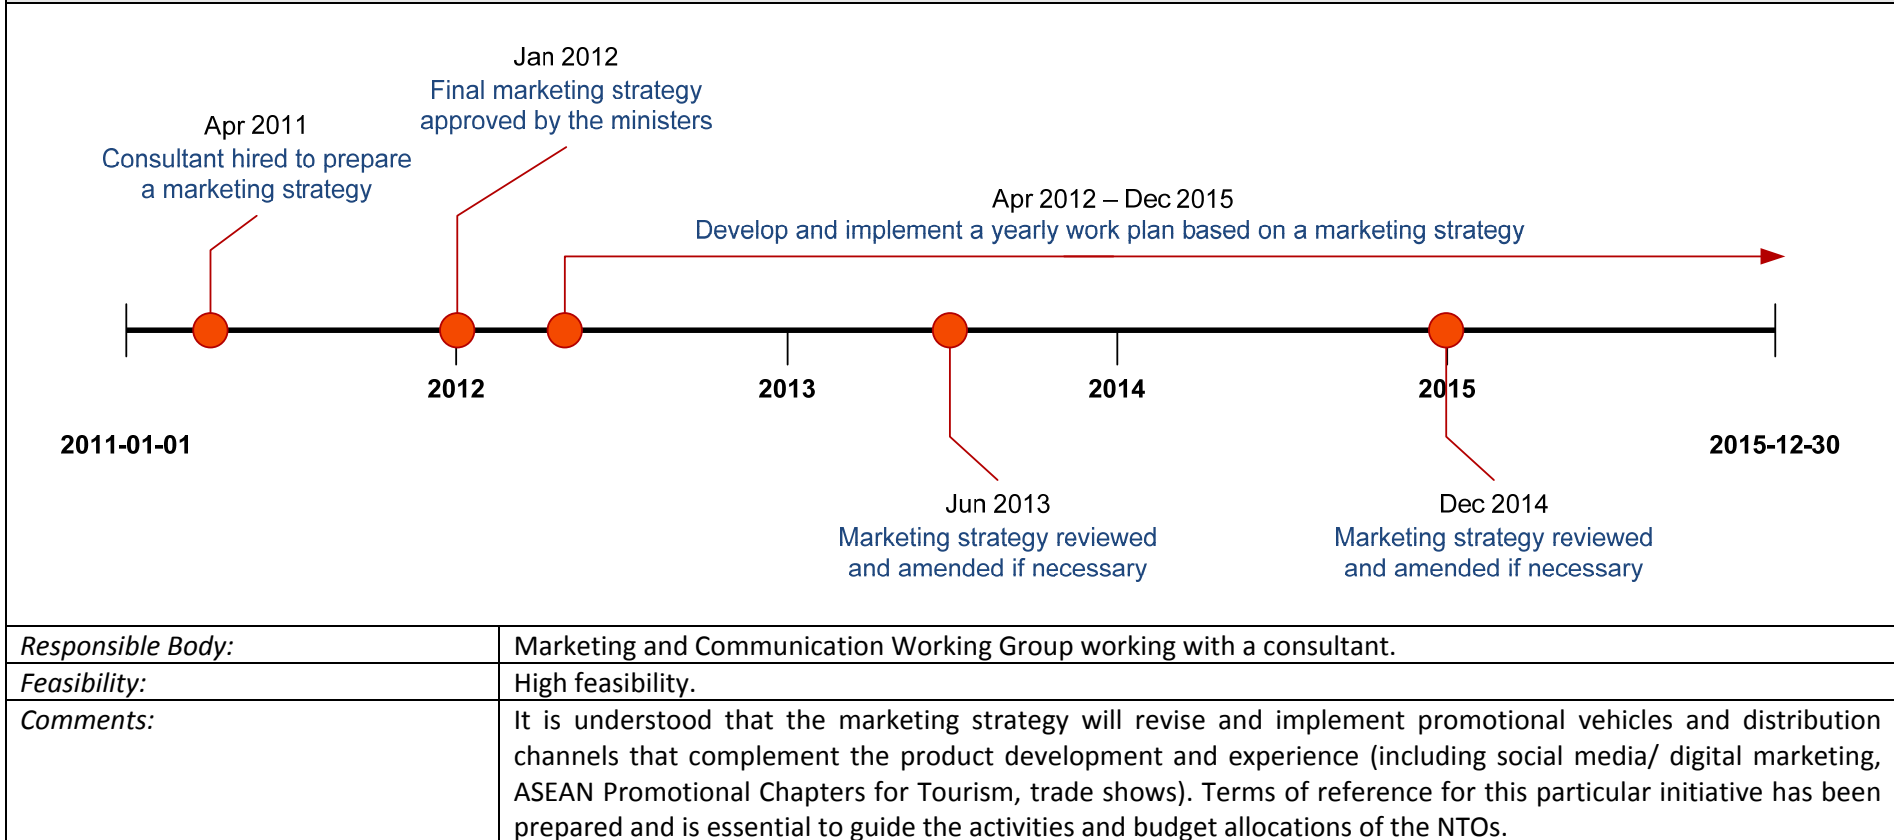 Jan 2012
Final marketing strategy
approved by the ministers
Apr 2011
Consultant hired to prepare
a marketing strategy
Apr 2012 – Dec 2015
Develop and implement a yearly work plan based on a marketing strategy
2012
2013
2014
2015
2011-01-01
2015-12-30
Jun 2013
Marketing strategy reviewed
and amended if necessary
Dec 2014
Marketing strategy reviewed
and amended if necessary
Responsible Body:
Marketing and Communication Working Group working with a consultant.
Feasibility:
High feasibility.
Comments:
It is understood that the marketing strategy will revise and implement promotional vehicles and distribution
channels that complement the product development and experience (including social media/ digital marketing,
ASEAN Promotional Chapters for Tourism, trade shows). Terms of reference for this particular initiative has been
prepared and is essential to guide the activities and budget allocations of the NTOs.